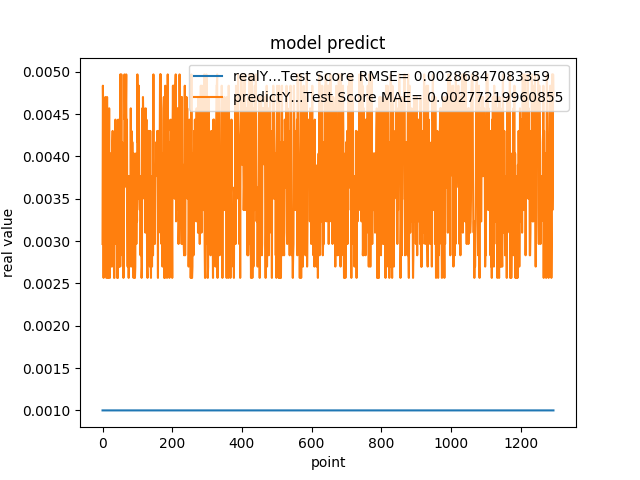 model predict
realY...Test Score RMSE= 0.00286847083359
predictY...Test Score MAE= 0.00277219960855
0.0050
0.0045
0.0040
0.0035
0.0030
0.0025
0.0020
0.0015
0.0010
real value
0 200 400 600 800 1000 1200
point